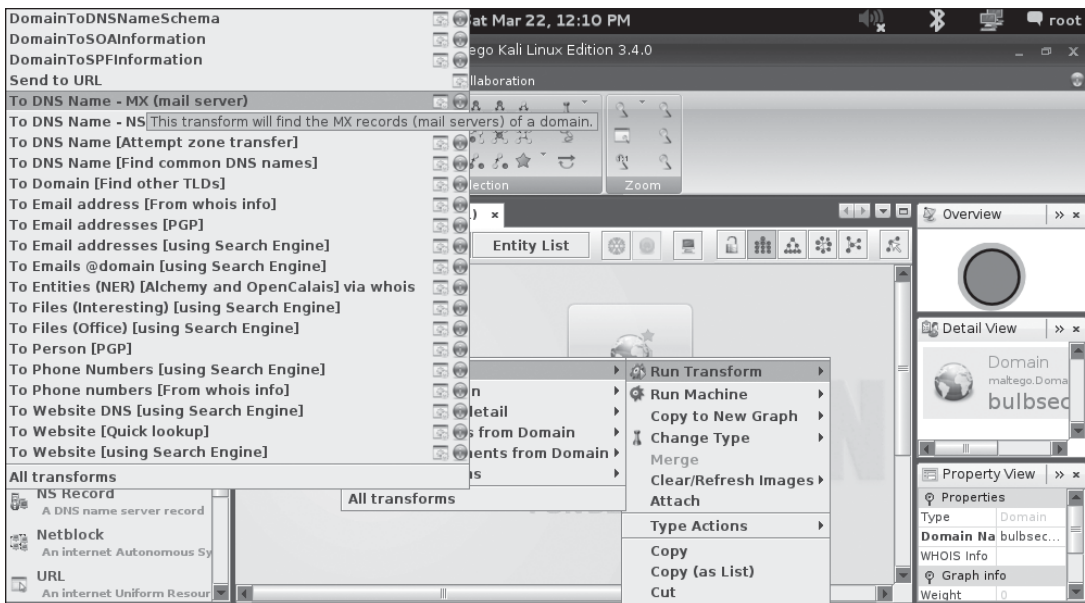 DomainToDNSNameSchema
DomainToSOAInformation
DomainToSPFInformation
Send to URL
To DNS Name - MX (mail server)
To DNS Name - NS
This transform will find the MX records (mail servers) of a domain.
To DNS Name [Attempt zone transfer]
To DNS Name [Find common DNS names]
To Domain [Find other TLDs]
To Email address [From whois info]
To Email addresses [PGP]
To Email addresses [using Search Engine]
To Emails @domain [using Search Engine]
To Entities (NER) [Alchemy and OpenCalais] via whois
To Files (Interesting) [using Search Engine]
To Files (Office) [using Search Engine]
To Person [PGP]
To Phone Numbers [using Search Engine]
To Phone numbers [From whois info]
To Website DNS [using Search Engine]
To Website [Quick lookup]
To Website [using Search Engine]
All transforms
NS Record
A DNS name server record
Netblock
An internet Autonomous Sy
URL
An internet Uniform Resour
at Mar 22, 12:10 PM
root
tego Kali Linux Edition 3.4.0
llaboration
lection
Zoom
Entity List
n
etail
s from Domain
ents from Domain
ns
All transforms
Run Transform
Run Machine
Copy to New Graph
Change Type
Merge
Clear/Refresh Images
Attach
Type Actions
Copy
Copy (as List)
Cut
Overview
Detail View
Domain
maltego.Doma
bulbsec
Property View
Properties
Type Domain
Domain Na bulbsec...
WHOIS Info
Graph info
Weight 0